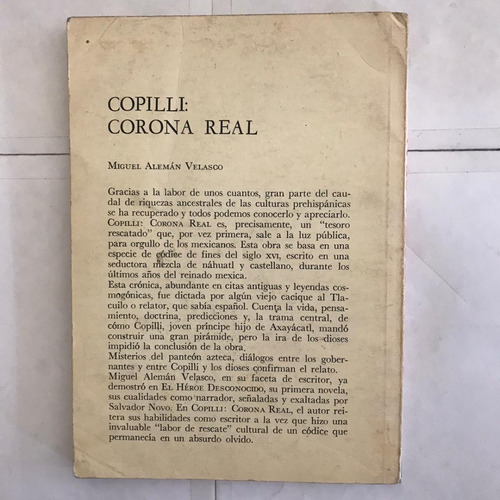 COPILLI:
CORONA REAL
MIGUEL ALEMÁN VELASCO
Gracias a la labor de unos cuantos, gran parte del cau-
dal de riquezas ancestrales de las culturas prehispánicas
se ha recuperado y todos podemos conocerlo y apreciarlo.
COPILLI: CORONA REAL es, precisamente, un “tesoro
rescatado” que, por vez primera, sale a la luz pública,
para orgullo de los mexicanos. Esta obra se basa en una
especie de códice de fines del siglo XVI, escrito en una
seductora mezcla de náhuatl y castellano, durante los
últimos años del reinado mexica.
Esta crónica, abundante en citas antiguas y leyendas cos-
mogónicas, fue dictada por algún viejo cacique al Tla-
cuilo o relator, que sabía español. Cuenta la vida, pensa-
miento, doctrina, predicciones y, la trama central, de
cómo Copilli, joven príncipe hijo de Axayácatl, mandó
construir una gran pirámide, pero la ira de los dioses
impidió la conclusión de la obra.
Misterios del panteón azteca, diálogos entre los gober-
nantes y entre Copilli y los dioses confirman el relato.
Miguel Alemán Velasco, en su faceta de escritor, ya
demostró en EL HÉROE DESCONOCIDO, su primera novela,
sus cualidades como narrador, señaladas y exaltadas por
Salvador Novo. En COPILLI: CORONA REAL, el autor rei-
tera sus habilidades como escritor a la vez que hizo una
invaluable “labor de rescate” cultural de un códice que
permanecía en un absurdo olvido.